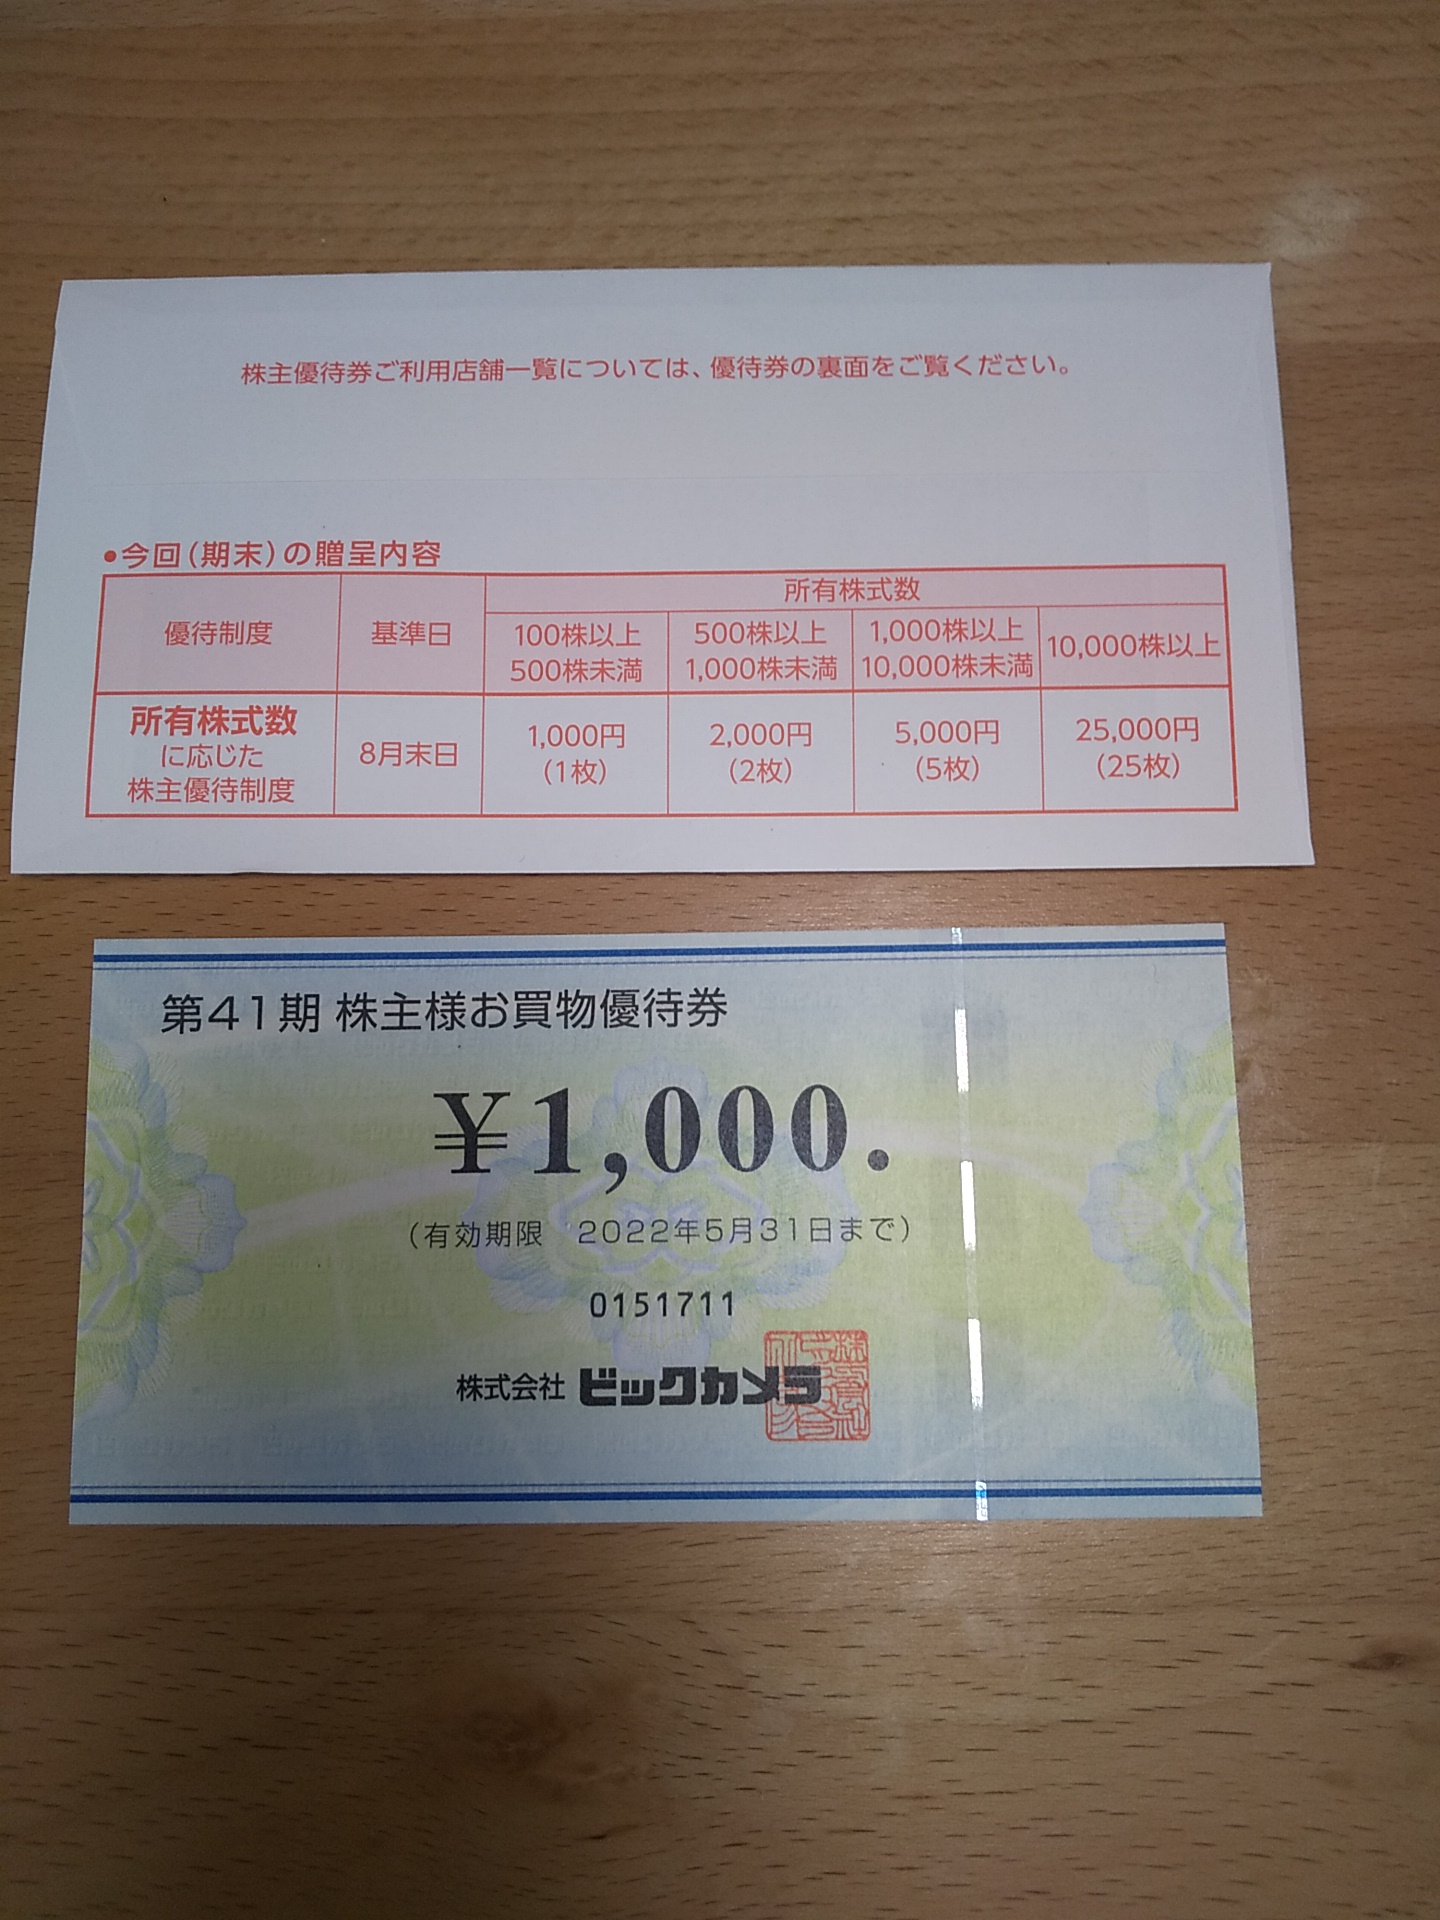 株主優待券ご利用店舗一覧については、優待券の裏面をご覧ください。
●今回(期末)の贈呈内容
優待制度 基準日 所有株式数
100株以上 500株未満 500株以上 1,000株未満 1,000株以上 10,000株未満 10,000株以上
所有株式数 に応じた 株主優待制度 8月末日 1,000円 (1枚) 2,000円 (2枚) 5,000円 (5枚) 25,000円 (25枚)
第41期 株主様お買物優待券
¥1,000.
(有効期限 2022年5月31日まで)
0151711
株式会社 ビックカメラ